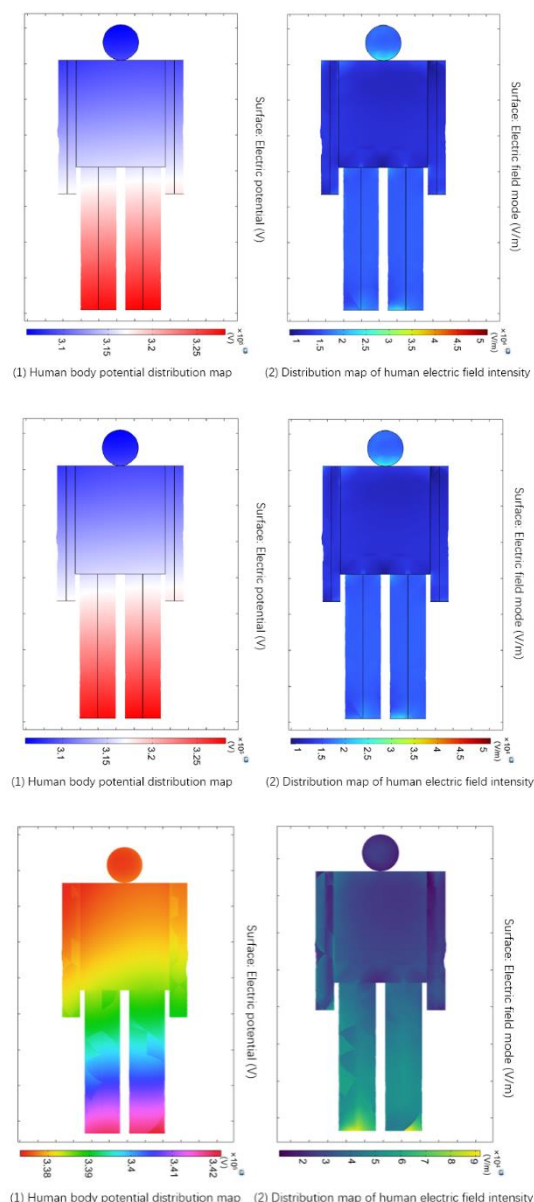 Surface: Electric potential (V)
3.1 3.15 3.2 3.25
(V)
(1) Human body potential distribution map
Surface: Electric field mode (V/m)
1 1.5 2 2.5 3 3.5 4 4.5 5
(V/m)
(2) Distribution map of human electric field intensity
Surface: Electric potential (V)
3.1 3.15 3.2 3.25
(V)
(1) Human body potential distribution map
Surface: Electric field mode (V/m)
1 1.5 2 2.5 3 3.5 4 4.5 5
(V/m)
(2) Distribution map of human electric field intensity
Surface: Electric potential (V)
3.38 3.39 3.4 3.41 3.42
(V)
(1) Human body potential distribution map
Surface: Electric field mode (V/m)
2 3 4 5 6 7 8 9
(V/m)
(2) Distribution map of human electric field intensity